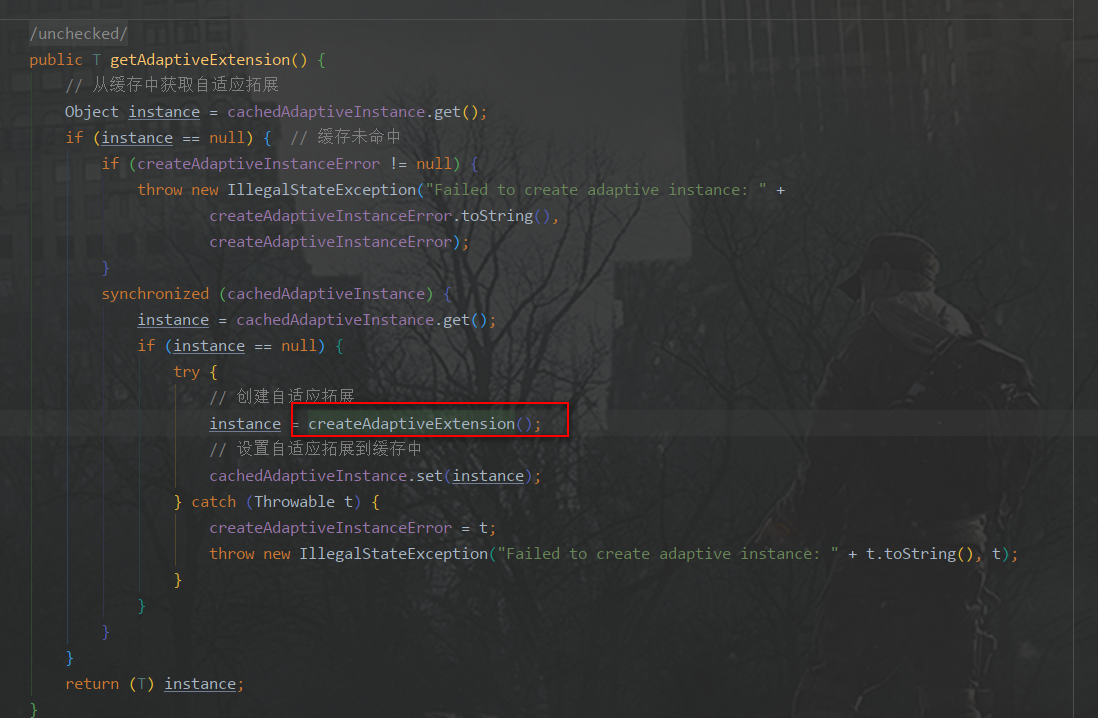 /unchecked/
public T getAdaptiveExtension() {
// 从缓存中获取自适应拓展
Object instance = cachedAdaptiveInstance.get();
if (instance == null) { // 缓存未命中
if (createAdaptiveInstanceError != null) {
throw new IllegalStateException("Failed to create adaptive instance: " +
createAdaptiveInstanceError.toString(),
createAdaptiveInstanceError);
}
synchronized (cachedAdaptiveInstance) {
instance = cachedAdaptiveInstance.get();
if (instance == null) {
try {
// 创建自适应拓展
instance = createAdaptiveExtension();
// 设置自适应拓展到缓存中
cachedAdaptiveInstance.set(instance);
} catch (Throwable t) {
createAdaptiveInstanceError = t;
throw new IllegalStateException("Failed to create adaptive instance: " + t.toString(), t);
}
}
}
}
return (T) instance;
}